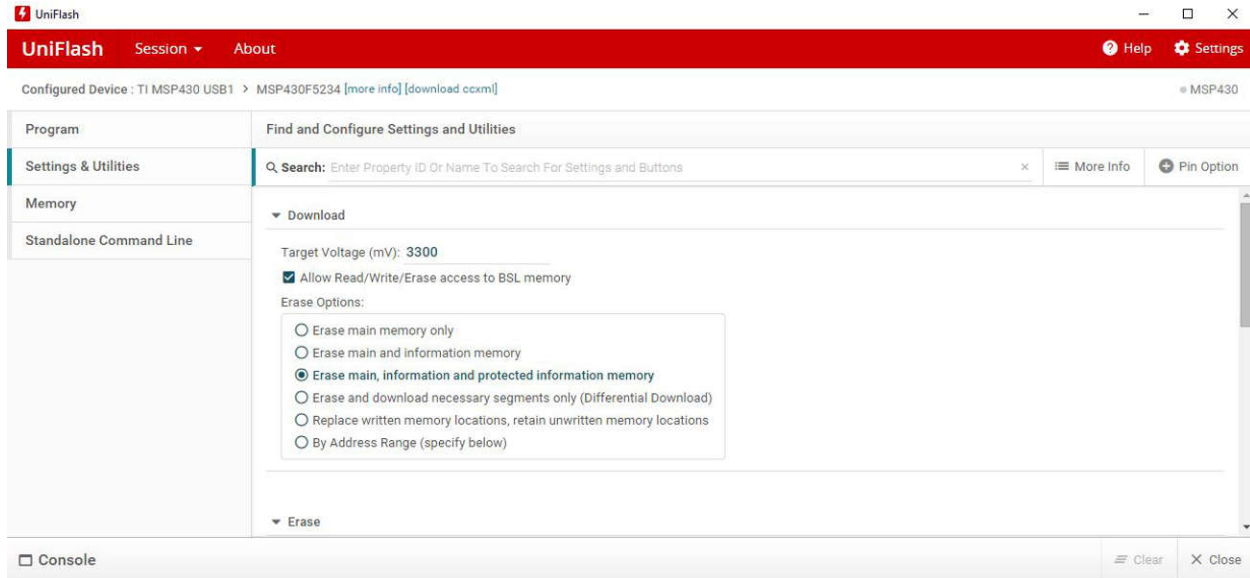 UniFlash
UniFlash Session About Help Settings
Configured Device : TI MSP430 USB1 > MSP430F5234 [more info] [download ccxml] MSP430
Program
Settings & Utilities
Memory
Standalone Command Line
Find and Configure Settings and Utilities
Search: Enter Property ID Or Name To Search For Settings and Buttons × More Info Pin Option
Download
Target Voltage (mV): 3300
Allow Read/Write/Erase access to BSL memory
Erase Options:
Erase main memory only
Erase main and information memory
Erase main, information and protected information memory
Erase and download necessary segments only (Differential Download)
Replace written memory locations, retain unwritten memory locations
By Address Range (specify below)
Erase
Console Clear Close